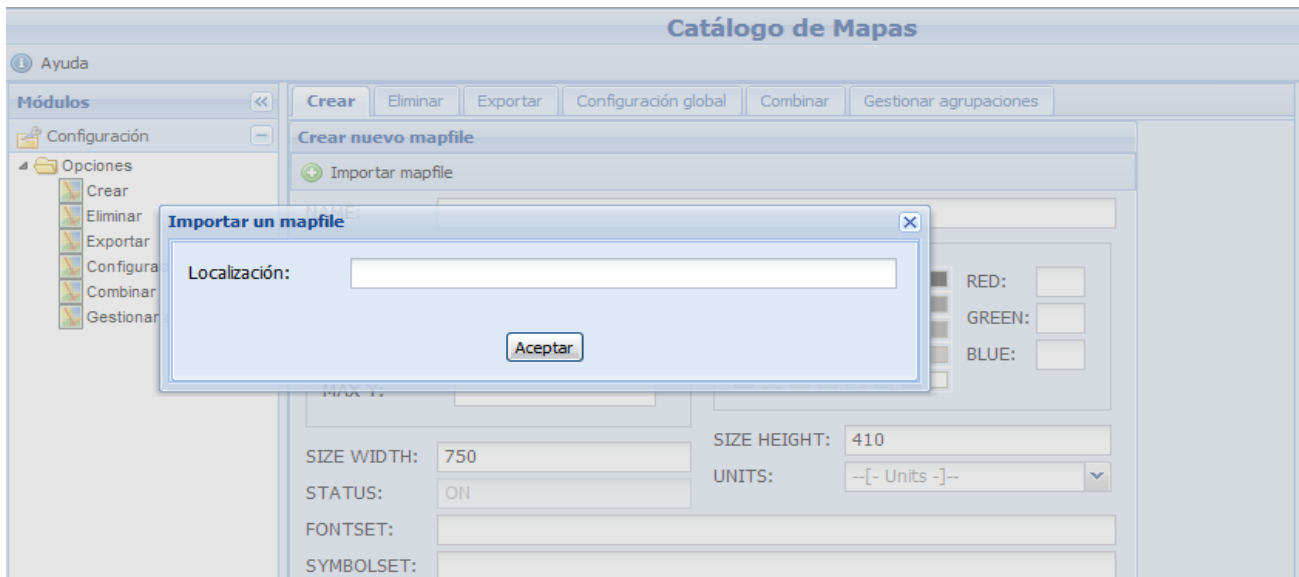 Catálogo de Mapas
Ayuda
Módulos
Configuración
Opciones
Crear
Eliminar
Exportar
Configura
Combinar
Gestionar
Crear Eliminar Exportar Configuración global Combinar Gestionar agrupaciones
Crear nuevo mapfile
Importar mapfile
NAME:
Importar un mapfile
Localización:
Aceptar
RED:
GREEN:
BLUE:
MAX Y:
SIZE WIDTH: 750
SIZE HEIGHT: 410
STATUS: ON
UNITS: --[- Units -]--
FONTSET:
SYMBOLSET: